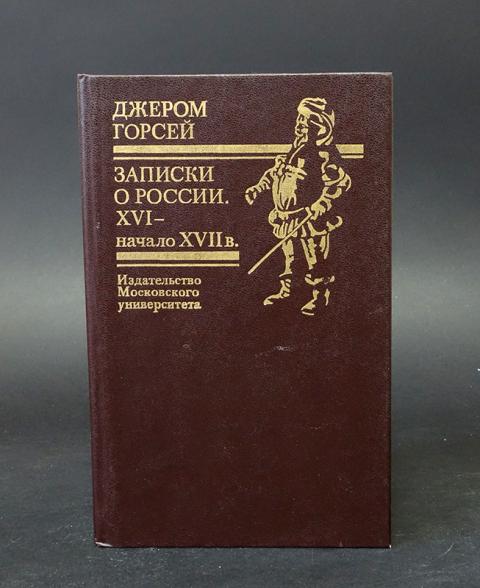 ДЖЕРОМ
ГОРСЕЙ
ЗАПИСКИ
О РОССИИ.
XVI–
начало XVII в.
Издательство
Московского
университета